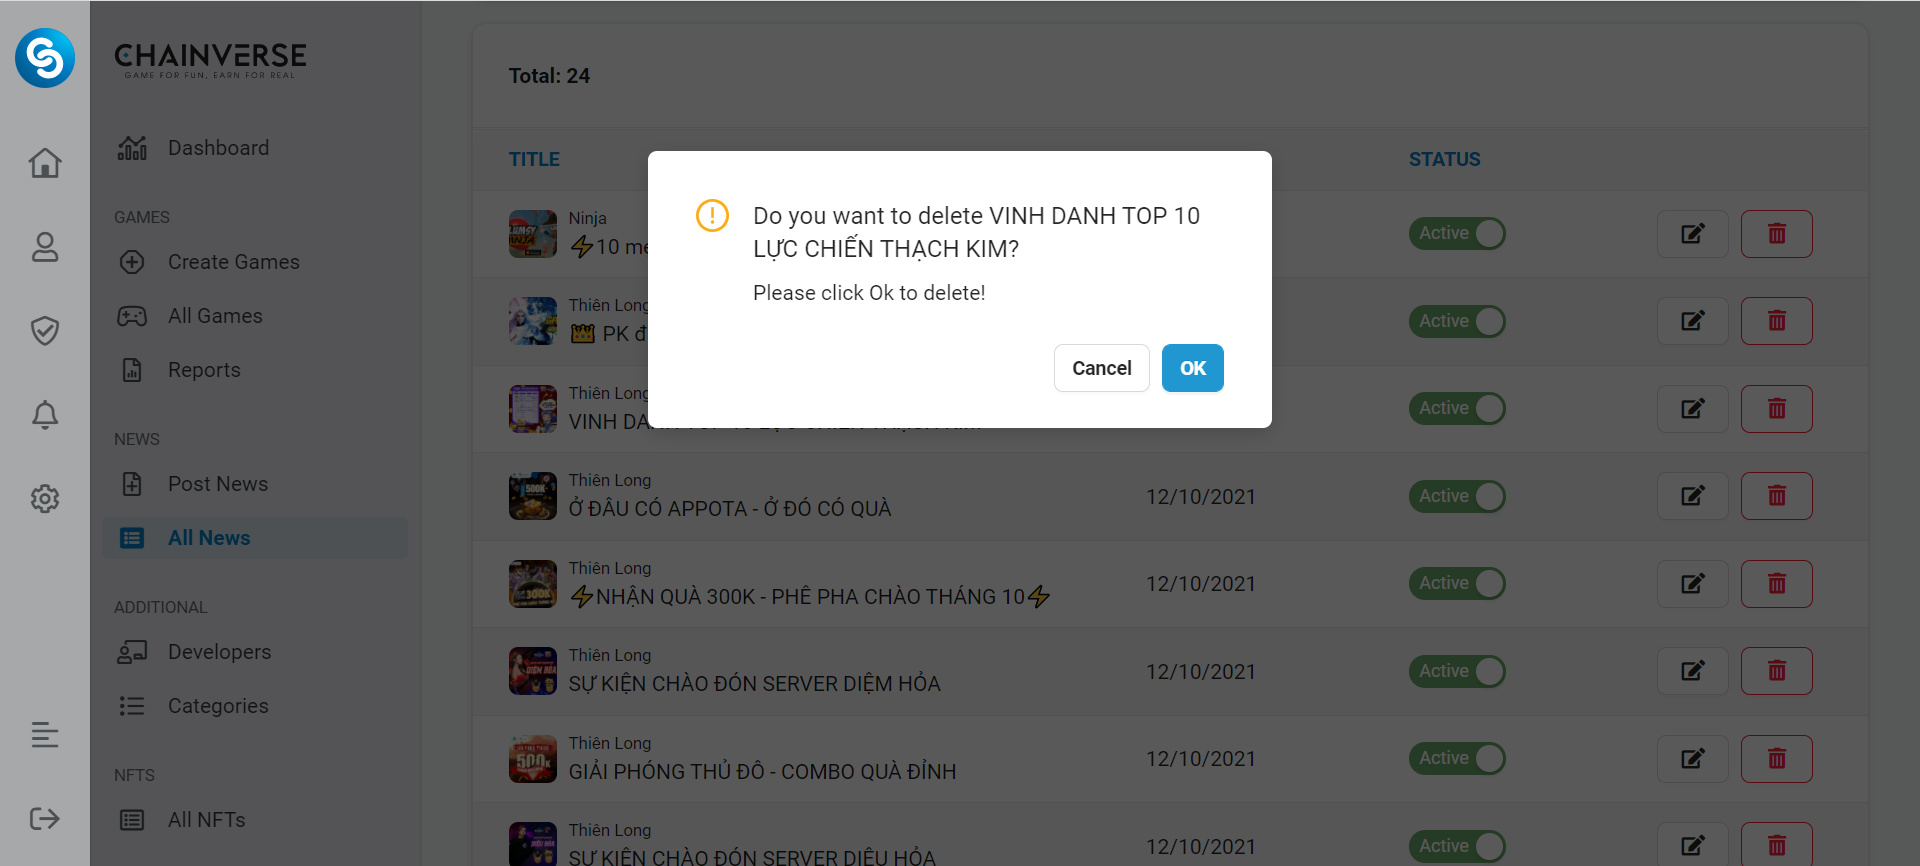 CHAINVERSE
GAME FOR FUN, EARN FOR REAL
Dashboard
GAMES
Create Games
All Games
Reports
NEWS
Post News
All News
ADDITIONAL
Developers
Categories
NFTS
All NFTs
Total: 24
TITLE
STATUS
Do you want to delete VINH DANH TOP 10
LỰC CHIẾN THẠCH KIM?
Please click Ok to delete!
Cancel
OK
Ninja
⚡10 
Active
Thiên Long
👑 PK
Active
Thiên Long
VINH
Active
Thiên Long
Ở ĐÂU CÓ APPOTA - Ở ĐÓ CÓ QUÀ
12/10/2021
Active
Thiên Long
⚡NHẬN QUÀ 300K - PHÊ PHA CHÀO THÁNG 10⚡
12/10/2021
Active
Thiên Long
SỰ KIỆN CHÀO ĐÓN SERVER DIỆM HỎA
12/10/2021
Active
Thiên Long
GIẢI PHÓNG THỦ ĐÔ - COMBO QUÀ ĐỈNH
12/10/2021
Active
Thiên Long
SỰ KIỆN CHÀO ĐÓN SERVER DIÊU HỎA
12/10/2021
Active